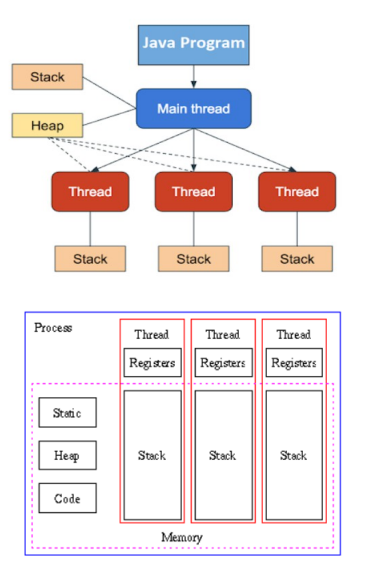 Java Program
Stack
Main thread
Heap
Thread Thread Thread
Stack Stack Stack
Process
Thread Thread Thread
Registers Registers Registers
Static
Heap Stack Stack Stack
Code
Memory